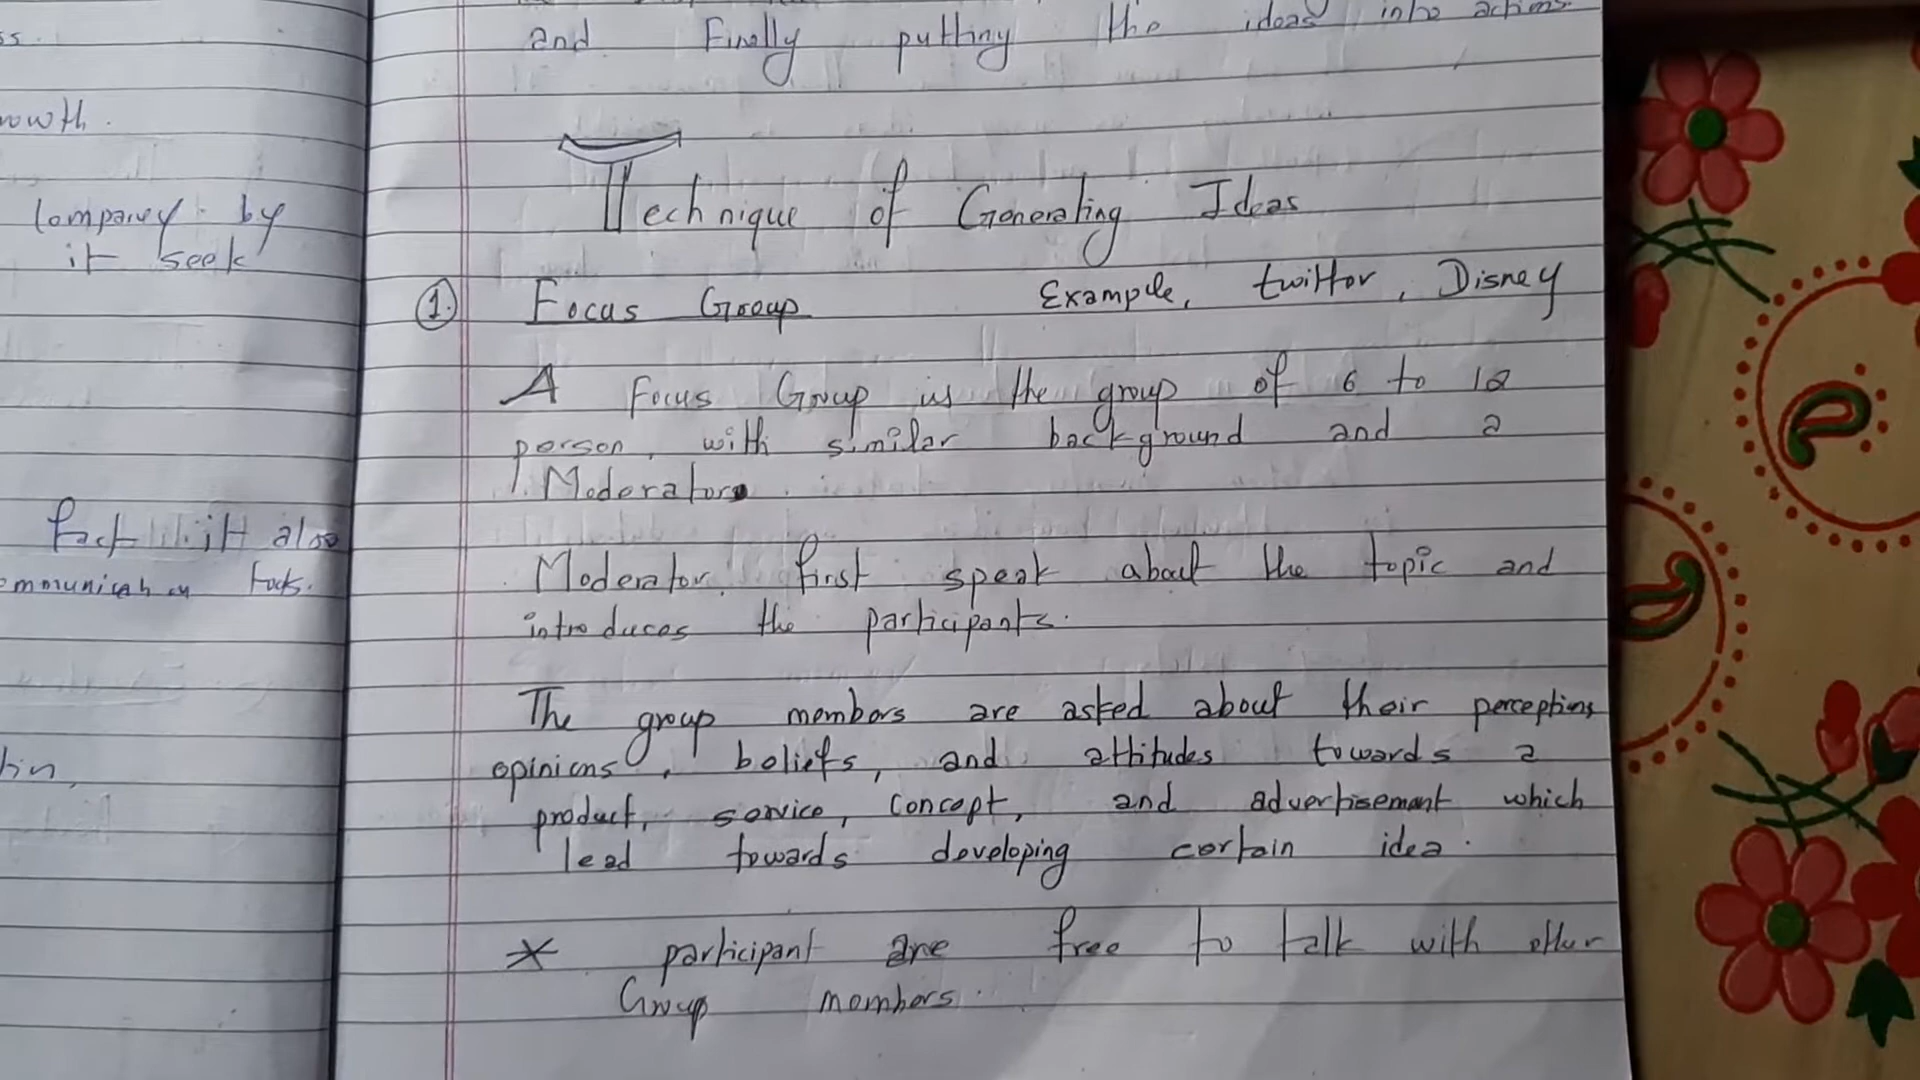 ss.
rowth.
Company by
it seek
fact it also
ommunication
tin,
and Finally putting the ideas into actions
Technique of Generating Ideas
1. Focus Group Example, twitter, Disney
A Focus Group is the group of 6 to 12
person, with similar background and a
Moderator
Moderator first speak about the topic and
introduces the participants.
The group members are asked about their perceptions
opinions, beliefs, and attitudes towards a
product, service, concept, and advertisement which
lead towards developing certain idea.
* participant are free to talk with other
Group members.